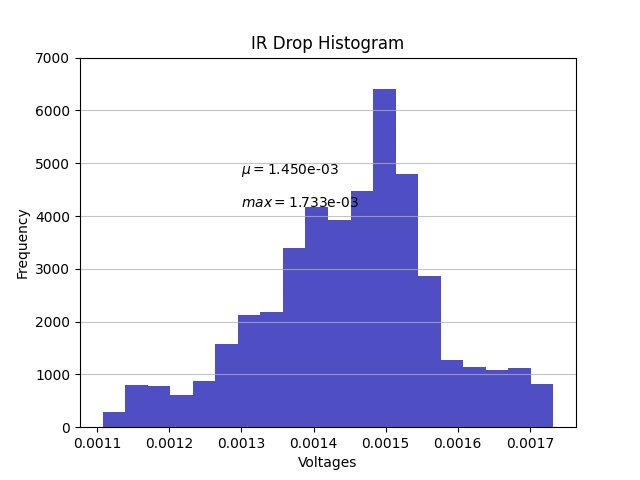 IR Drop Histogram
7000
6000
5000
4000
3000
2000
1000
0
Frequency
μ = 1.450e-03
max = 1.733e-03
0.0011 0.0012 0.0013 0.0014 0.0015 0.0016 0.0017
Voltages